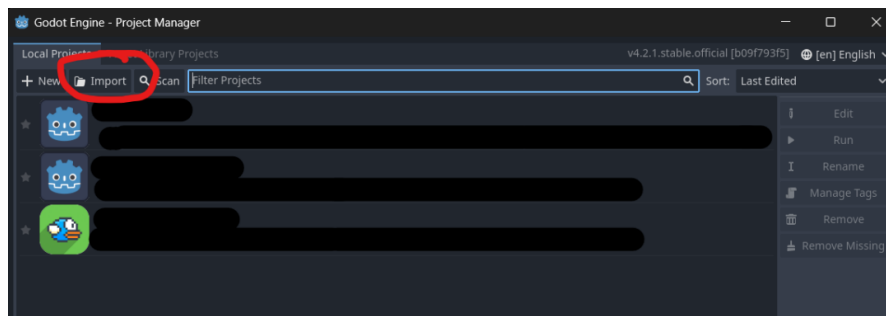 Godot Engine - Project Manager
Local Projects Library Projects v4.2.1.stable.official [b09f793f5] [en] English
New Import Scan Filter Projects Sort: Last Edited
Edit
Run
Rename
Manage Tags
Remove
Remove Missing